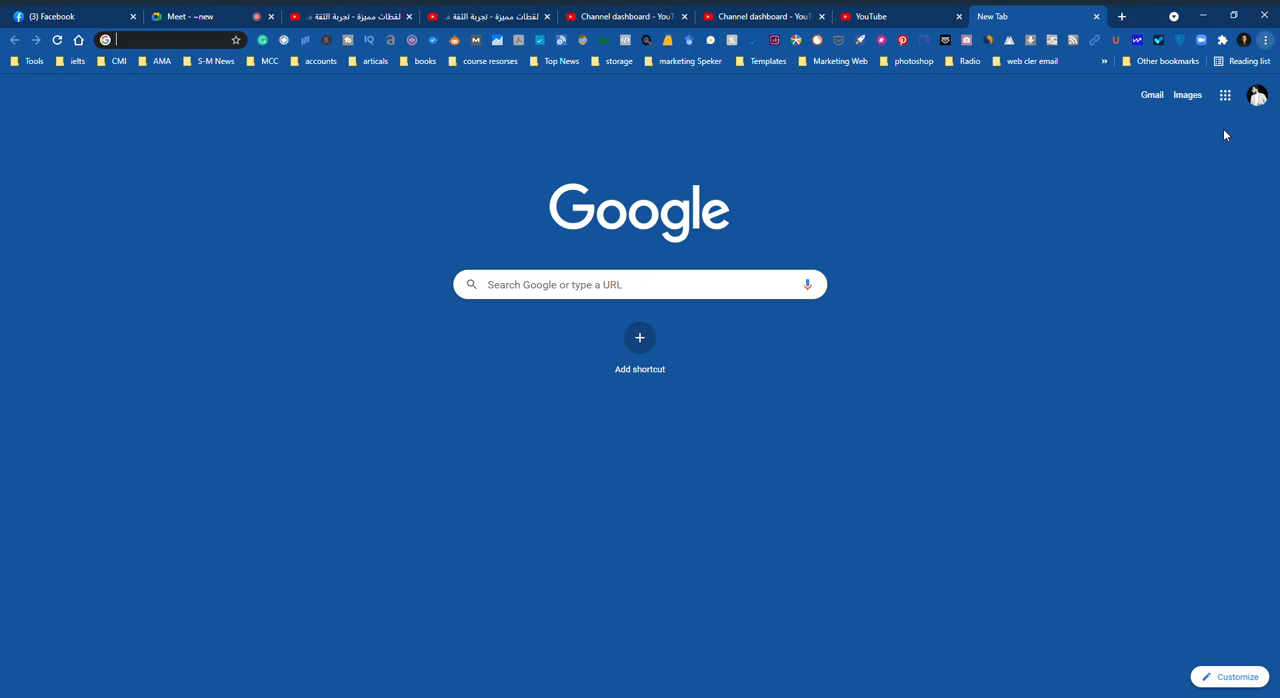 (3) Facebook
Meet - ~new
لقطات مميزة - تجربة الثقة ف
لقطات مميزة - تجربة الثقة ف
Channel dashboard - YouT
Channel dashboard - YouT
YouTube
New Tab
Tools
ielts
CMI
AMA
S-M News
MCC
accounts
articals
books
course resorses
Top News
storage
marketing Speker
Templates
Marketing Web
photoshop
Radio
web cler email
»
Other bookmarks
Reading list
Gmail
Images
Google
Search Google or type a URL
Add shortcut
Customize